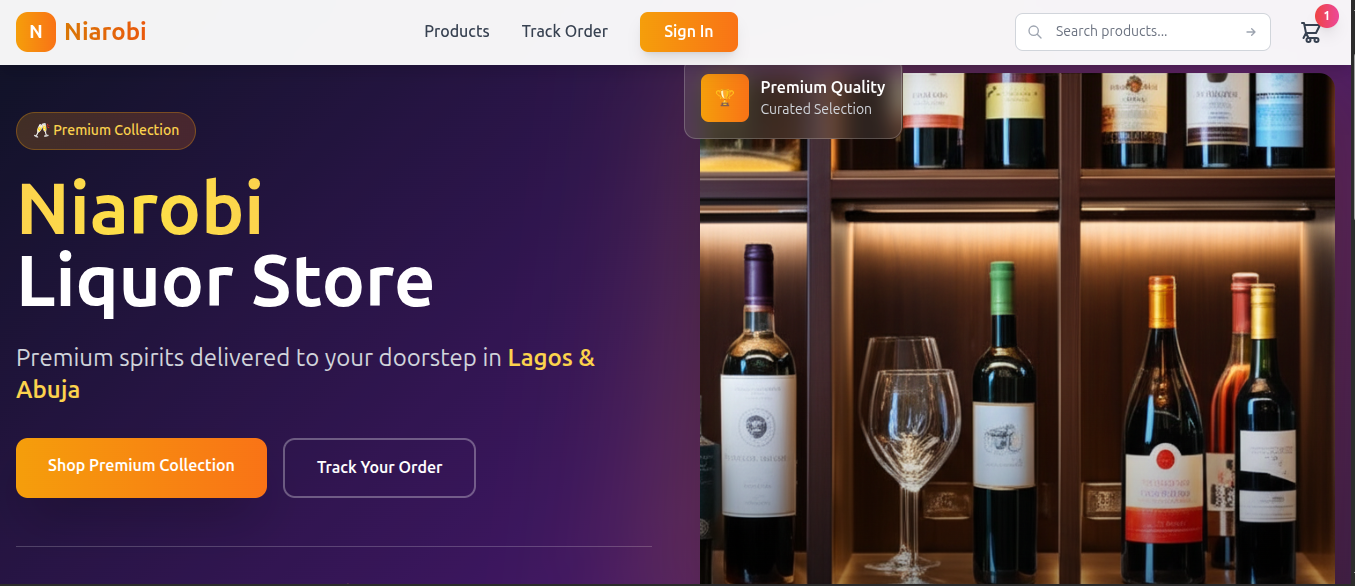 N Niarobi
Products
Track Order
Sign In
Search products...
1
Premium Quality
Curated Selection
🥂 Premium Collection
Niarobi
Liquor Store
Premium spirits delivered to your doorstep in Lagos &
Abuja
Shop Premium Collection
Track Your Order